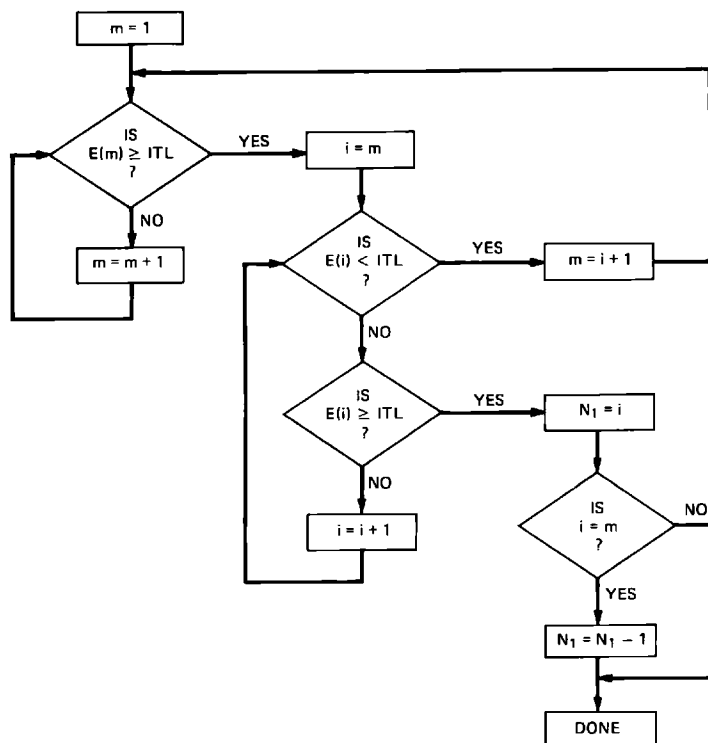 m = 1
IS
E(m) ≥ ITL
?
YES
NO
m = m + 1
i = m
IS
E(i) < ITL
?
YES
m = i + 1
NO
IS
E(i) ≥ ITL
?
YES
N₁ = i
NO
i = i + 1
IS
i = m
?
NO
YES
N₁ = N₁ – 1
DONE